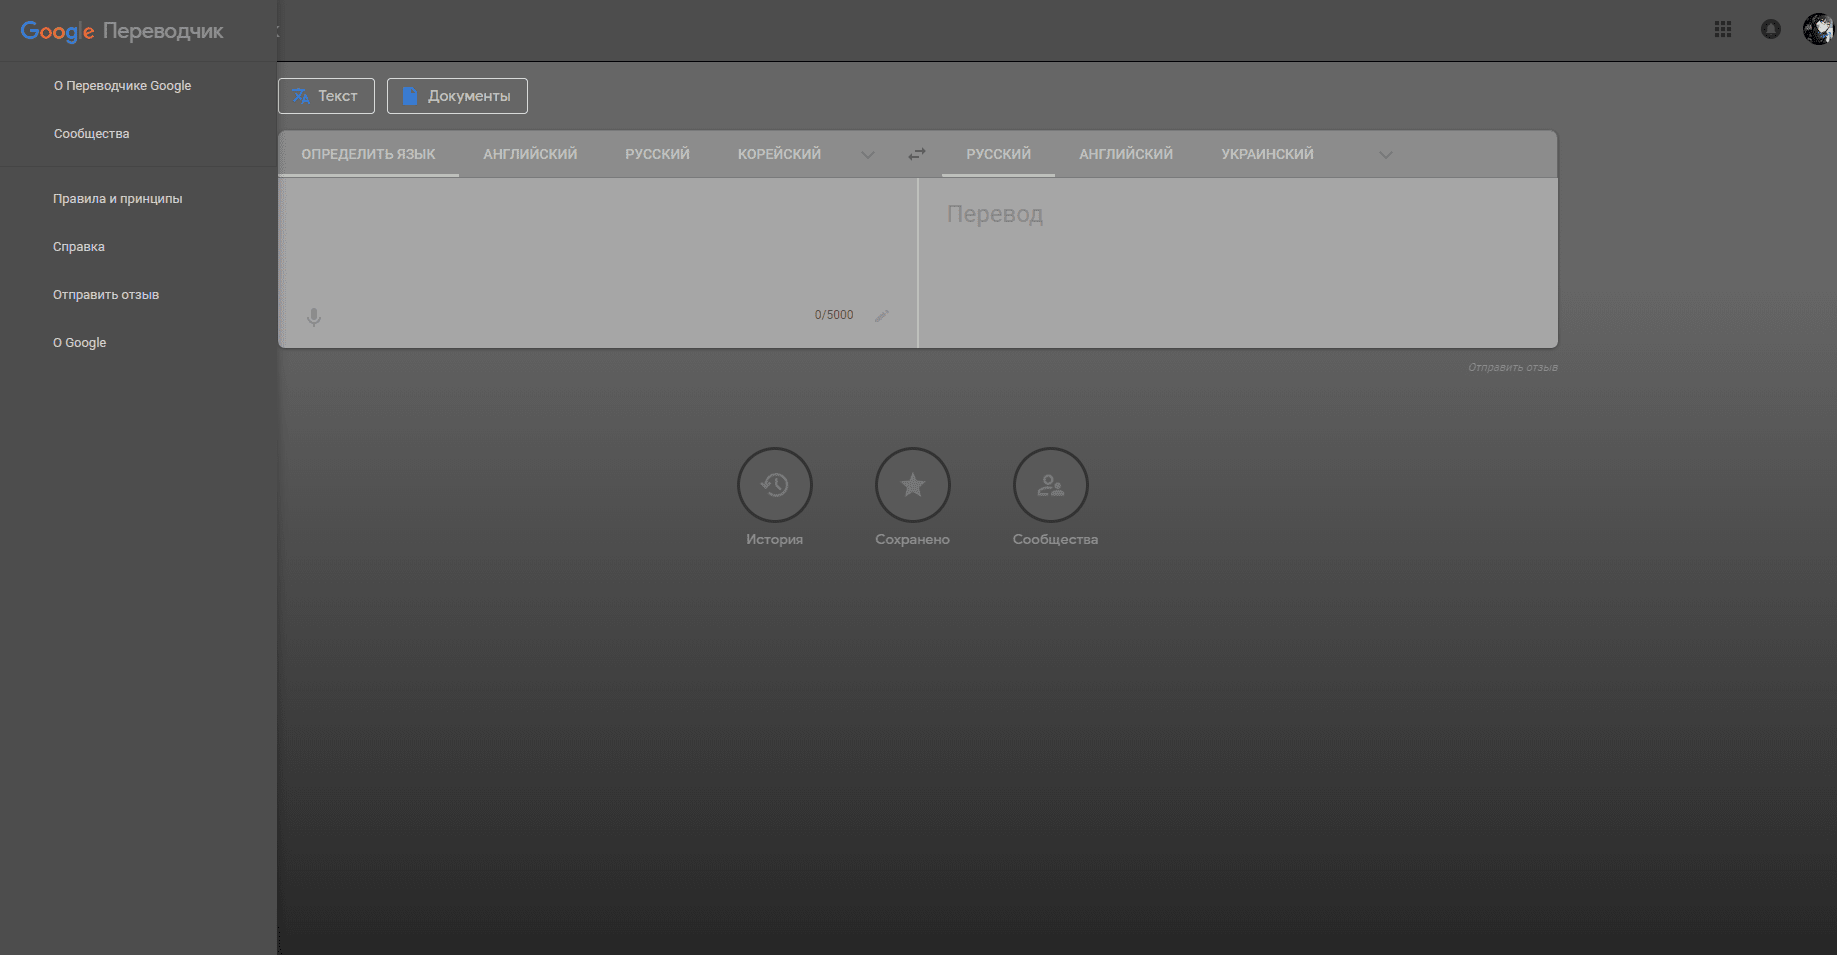 Google Переводчик
О Переводчике Google
Сообщества
Правила и принципы
Справка
Отправить отзыв
О Google
Текст
Документы
ОПРЕДЕЛИТЬ ЯЗЫК АНГЛИЙСКИЙ РУССКИЙ КОРЕЙСКИЙ РУССКИЙ АНГЛИЙСКИЙ УКРАИНСКИЙ
Перевод
0/5000
Отправить отзыв
История Сохранено Сообщества